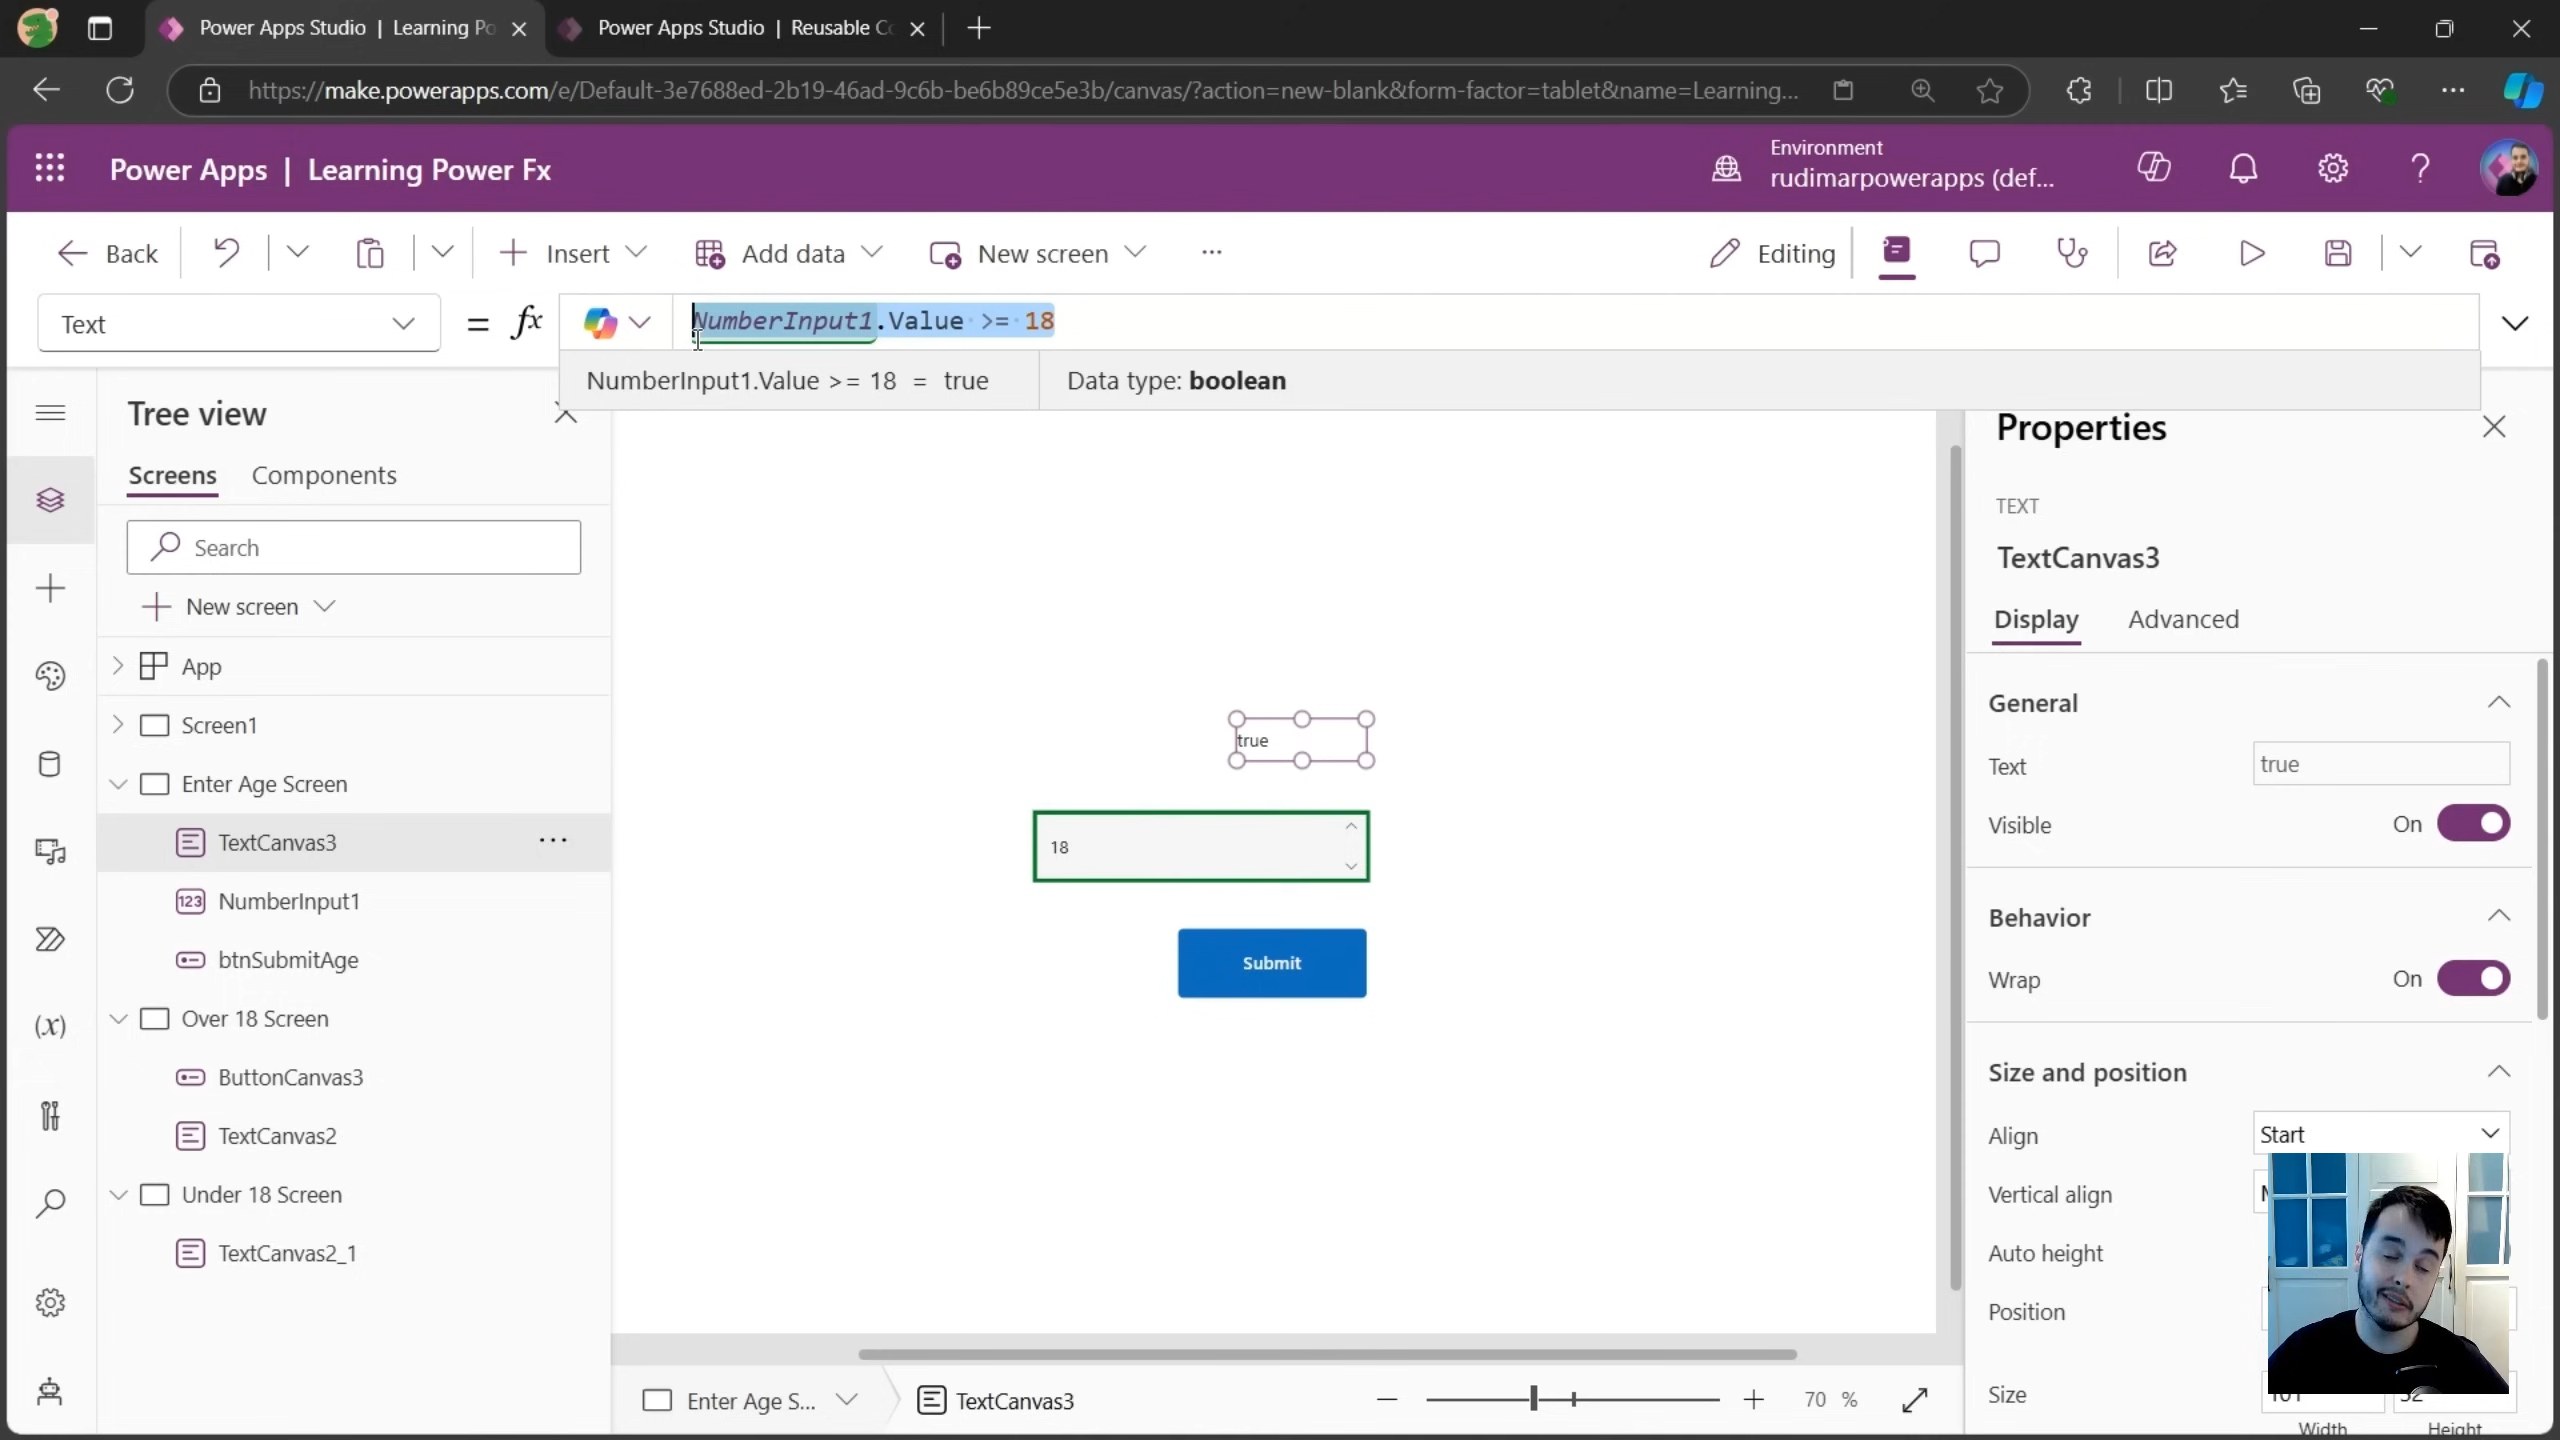 Power Apps Studio | Learning Po
Power Apps Studio | Reusable Co
https://make.powerapps.com/e/Default-3e7688ed-2b19-46ad-9c6b-be6b89ce5e3b/canvas/?action=new-blank&form-factor=tablet&name=Learning...
Power Apps | Learning Power Fx
Environment
rudimarpowerapps (def...
Back
Insert
Add data
New screen
...
Editing
Text
= fx
NumberInput1.Value >= 18
NumberInput1.Value >= 18 = true
Data type: boolean
Tree view
Screens
Components
Search
New screen
App
Screen1
Enter Age Screen
TextCanvas3
...
NumberInput1
btnSubmitAge
Over 18 Screen
ButtonCanvas3
TextCanvas2
Under 18 Screen
TextCanvas2_1
true
18
Submit
Enter Age S...
TextCanvas3
70 %
Properties
TEXT
TextCanvas3
Display
Advanced
General
Text
true
Visible
On
Behavior
Wrap
On
Size and position
Align
Start
Vertical align
Auto height
Position
Size
Width
Height